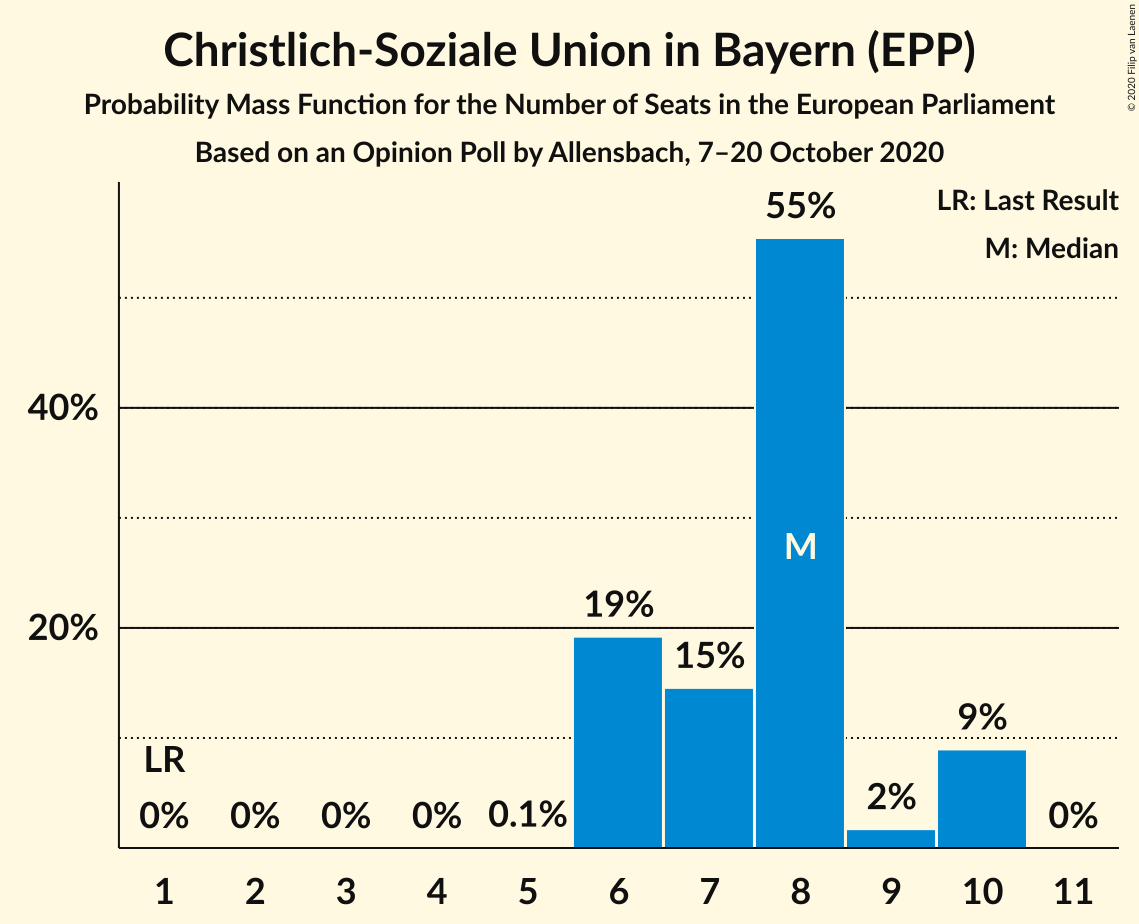 Christlich-Soziale Union in Bayern (EPP)
Probability Mass Function for the Number of Seats in the European Parliament
Based on an Opinion Poll by Allensbach, 7–20 October 2020
© 2020 Filip van Laenen
LR: Last Result
M: Median
55%
40%
M
19%
20%
15%
9%
LR
2%
0% 0% 0% 0% 0.1% 0%
1 2 3 4 5 6 7 8 9 10 11